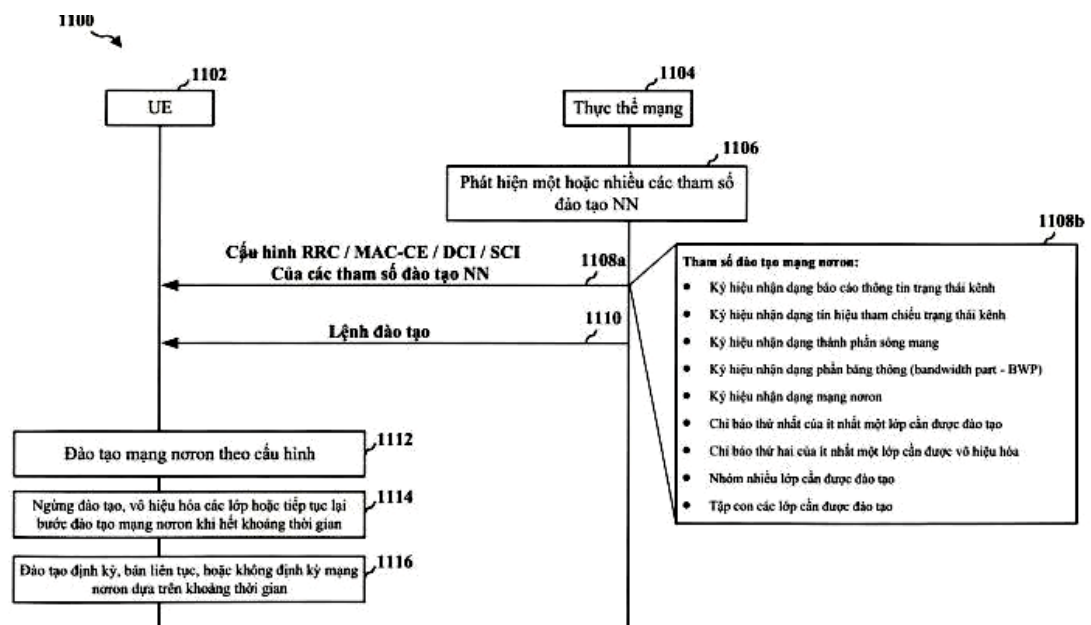 1100
1102
UE
1104
Thực thể mạng
1106
Phát hiện một hoặc nhiều các tham số
đảo tạo NN
Cấu hình RRC / MAC-CE / DCI / SCI
Của các tham số đào tạo NN
1108a
1108b
Tham số đào tạo mạng nơron:
• Ký hiệu nhận dạng báo cáo thông tin trạng thái kênh
• Ký hiệu nhận dạng tín hiệu tham chiếu trạng thái kênh
• Ký hiệu nhận dạng thành phần sóng mang
• Ký hiệu nhận dạng phần băng thông (bandwidth part - BWP)
• Ký hiệu nhận dạng mạng nơron
• Chỉ báo thứ nhất của ít nhất một lớp cần được đào tạo
• Chỉ báo thứ hai của ít nhất một lớp cần được vô hiệu hóa
• Nhóm nhiều lớp cần được đào tạo
• Tập con các lớp cần được đào tạo
Lệnh đào tạo
1110
1112
Đào tạo mạng nơron theo cấu hình
1114
Ngừng đào tạo, vô hiệu hóa các lớp hoặc tiếp tục lại
bước đào tạo mạng nơron khi hết khoảng thời gian
1116
Đào tạo định kỳ, bán liên tục, hoặc không định kỳ mạng
nơron dựa trên khoảng thời gian